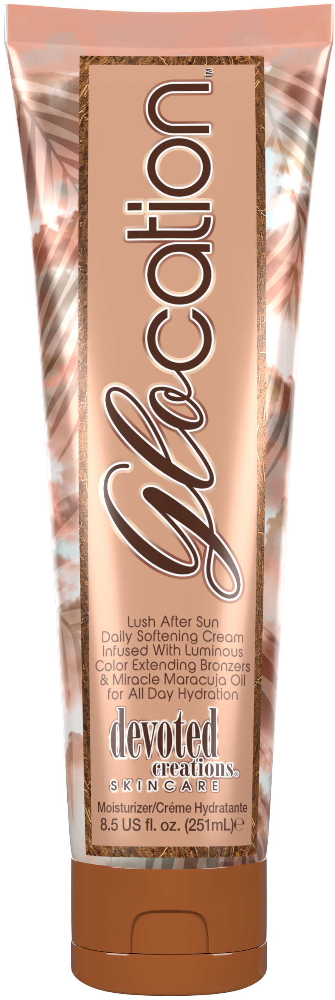 glocation™
Lush After Sun
Daily Softening Cream
Infused With Luminous
Color Extending Bronzers
& Miracle Maracuja Oil
for All Day Hydration
devoted
creations®
SKINCARE
Moisturizer/Créme Hydratante
8.5 US fl. oz. (251mL)℮